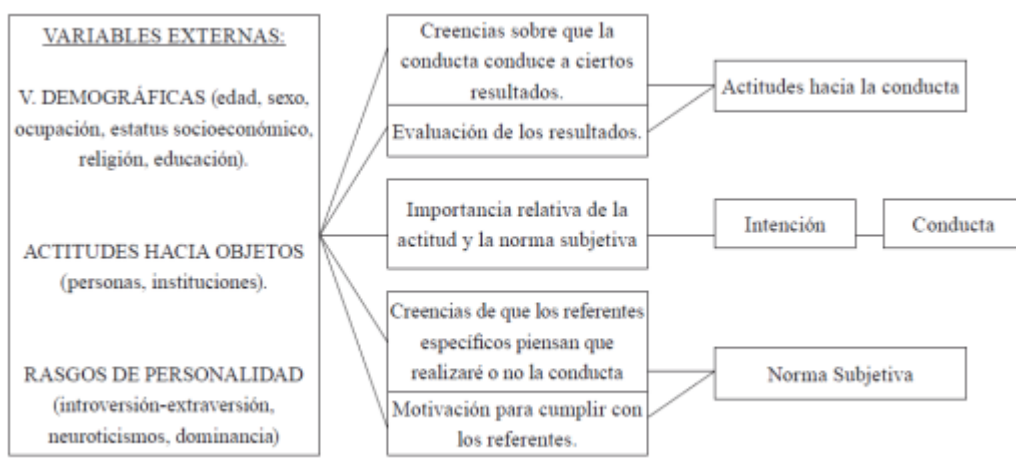 VARIABLES EXTERNAS:
V. DEMOGRÁFICAS (edad, sexo,
ocupación, estatus socioeconómico,
religión, educación).
ACTITUDES HACIA OBJETOS
(personas, instituciones).
RASGOS DE PERSONALIDAD
(introversión-extraversión,
neuroticismos, dominancia)
Creencias sobre que la
conducta conduce a ciertos
resultados.
Evaluación de los resultados.
Importancia relativa de la
actitud y la norma subjetiva
Creencias de que los referentes
específicos piensan que
realizaré o no la conducta
Motivación para cumplir con
los referentes.
Actitudes hacia la conducta
Intención
Conducta
Norma Subjetiva